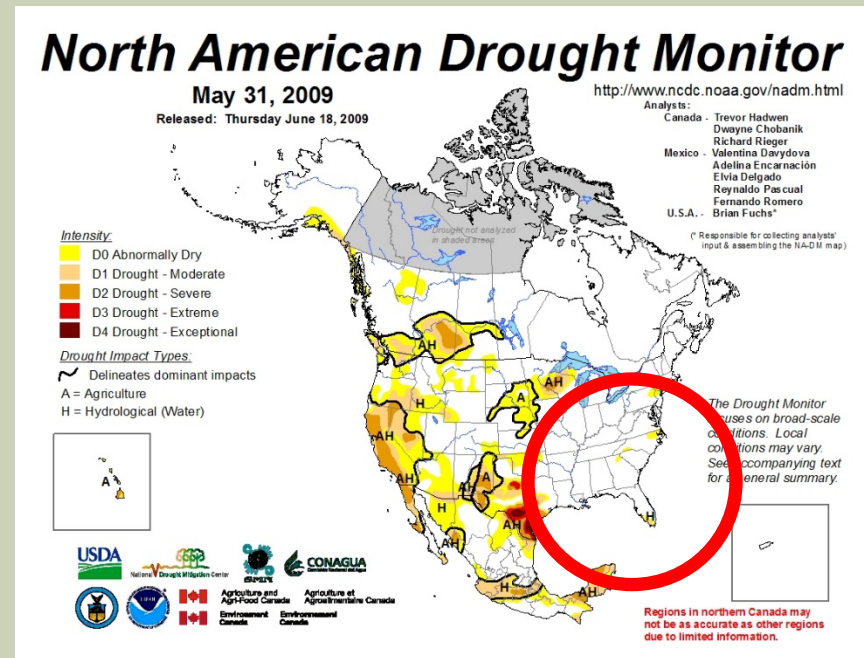 North American Drought Monitor
May 31, 2009
Released: Thursday June 18, 2009
http://www.ncdc.noaa.gov/nadm.html
Analysts:
Canada - Trevor Hadwen
Dwayne Chobanik
Richard Rieger
Mexico - Valentina Davydova
Adelina Encarnación
Elvia Delgado
Reynaldo Pascual
Fernando Romero
U.S.A. - Brian Fuchs*
(* Responsible for collecting analysts'
input & assembling the NA-DM map)
Drought not analyzed
in shaded areas
Intensity:
D0 Abnormally Dry
D1 Drought - Moderate
D2 Drought - Severe
D3 Drought - Extreme
D4 Drought - Exceptional
Drought Impact Types:
Delineates dominant impacts
A = Agriculture
H = Hydrological (Water)
AH
AH
A
H
AH
AH
A
AH
H
AH
AH
H
H
AH
A
The Drought Monitor
focuses on broad-scale
conditions. Local
conditions may vary.
See accompanying text
for a general summary.
USDA
National Drought Mitigation Center
SMN
CONAGUA
Comisión Nacional del Agua
NOAA
Agriculture and
Agri-Food Canada
Agriculture et
Agroalimentaire Canada
Environment
Canada
Environnement
Canada
Regions in northern Canada may
not be as accurate as other regions
due to limited information.